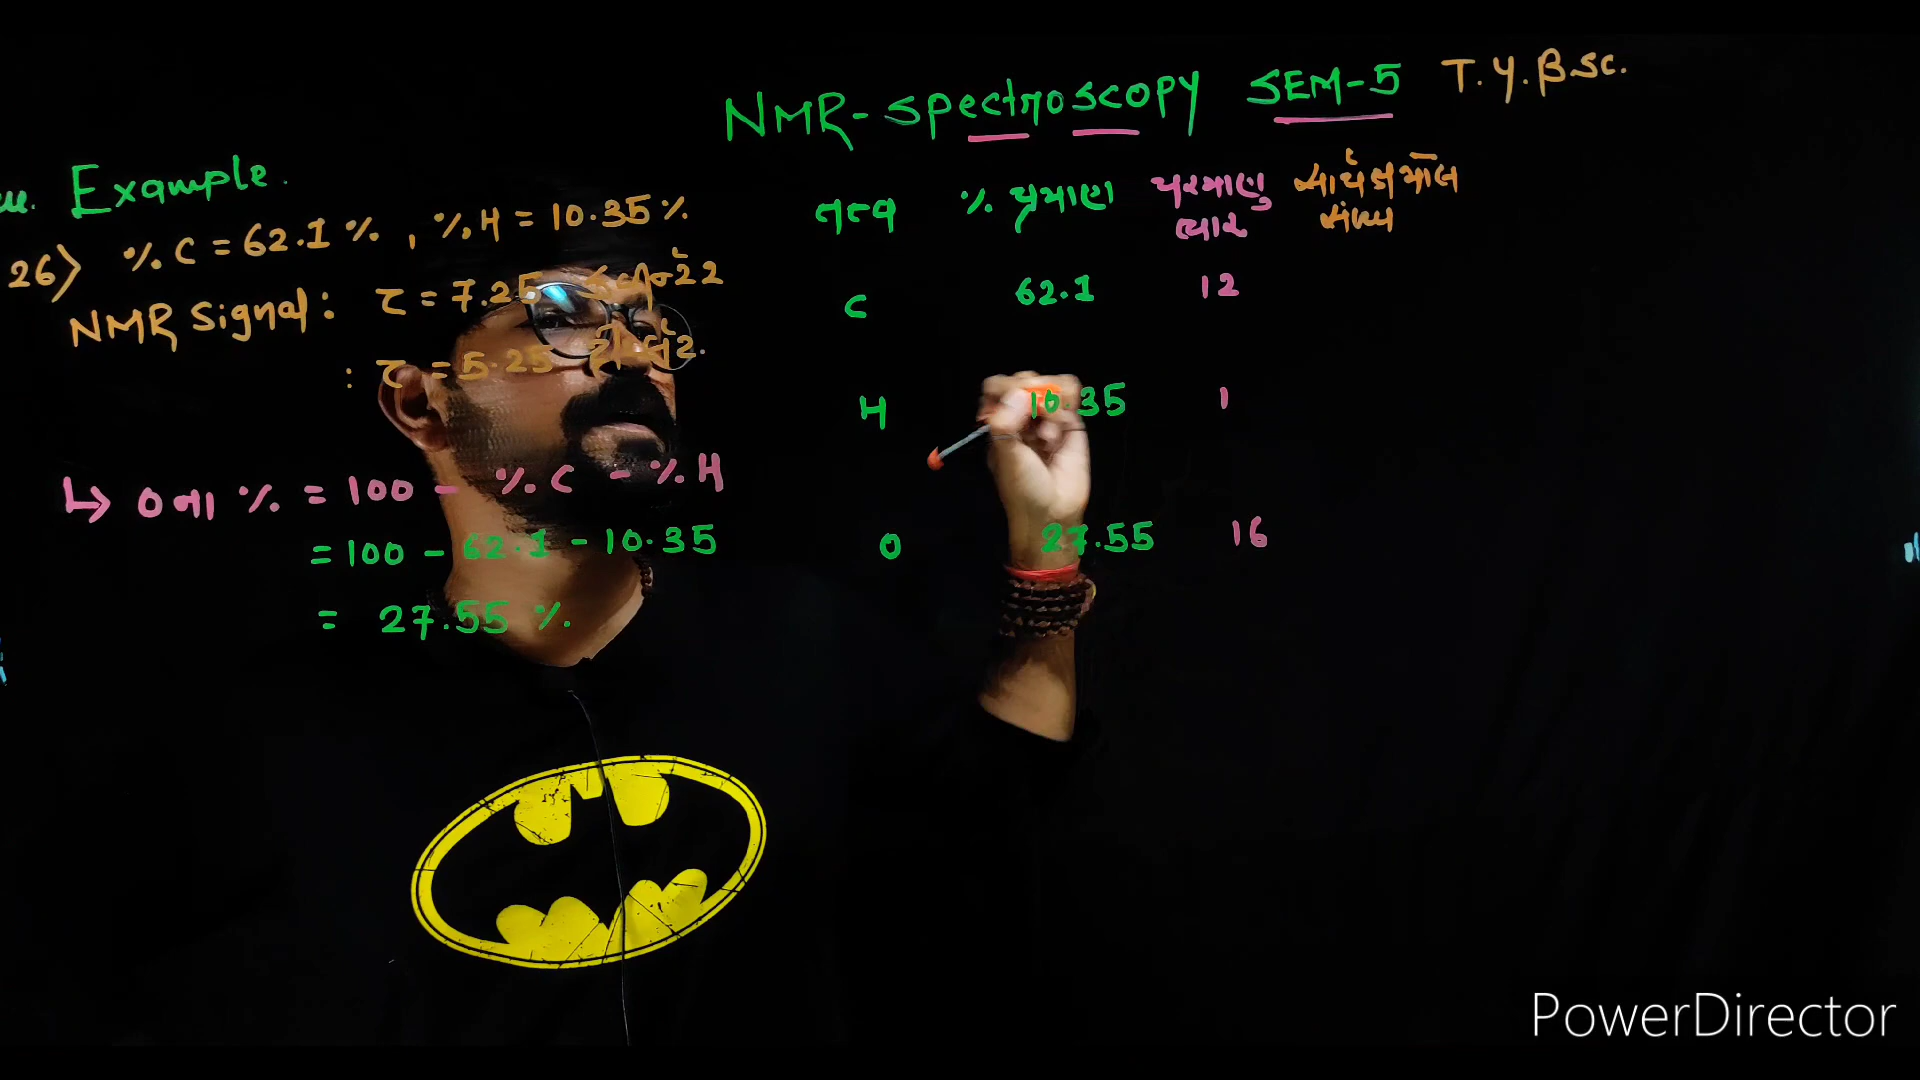 NMR-Spectroscopy SEM-5 T.Y.B.Sc.
Example.
26) % C = 62.1 % , % H = 10.35 %
NMR Signal : τ = 7.25
: τ = 5.25
↳ O ના % = 100 - % C - % H
= 100 - 62.1 - 10.35
= 27.55 %.
તત્વ % પ્રમાણ પરમાણુ ભાર
C 62.1 12
H 10.35 1
O 27.55 16
PowerDirector